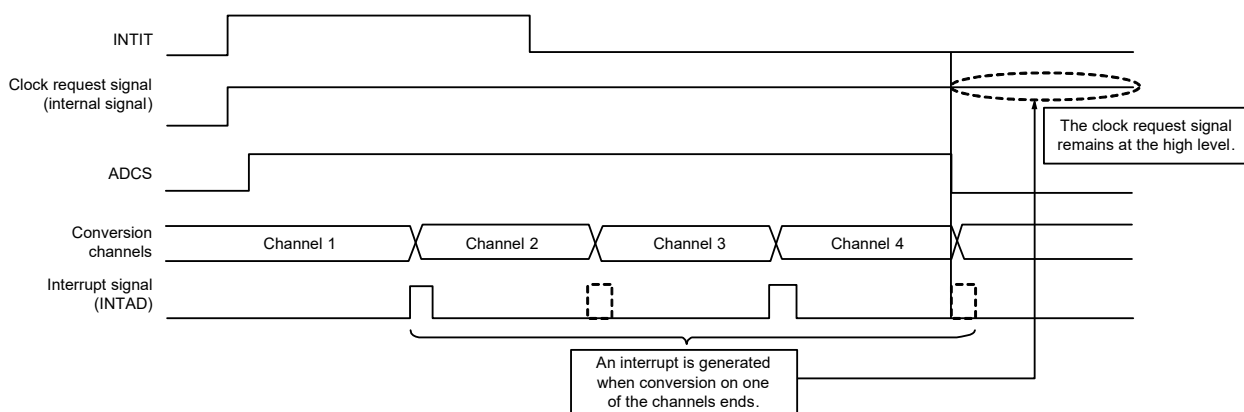 INTIT
Clock request signal
(internal signal)
The clock request signal
remains at the high level.
ADCS
Conversion
channels
Channel 1
Channel 2
Channel 3
Channel 4
Interrupt signal
(INTAD)
An interrupt is generated
when conversion on one
of the channels ends.